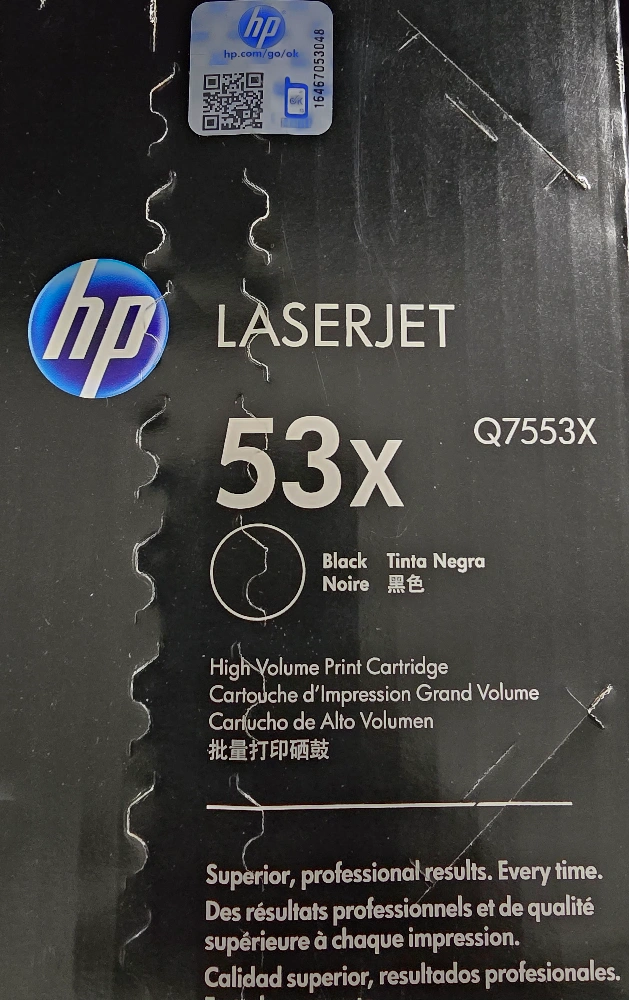 hp
hp.com/go/ok
OK
16467053048
hp
LASERJET
53X
Q7553X
Black Tinta Negra
Noire 黑色
High Volume Print Cartridge
Cartouche d'Impression Grand Volume
Cartucho de Alto Volumen
批量打印硒鼓
Superior, professional results. Every time.
Des résultats professionnels et de qualité
supérieure à chaque impression.
Calidad superior, resultados profesionales.